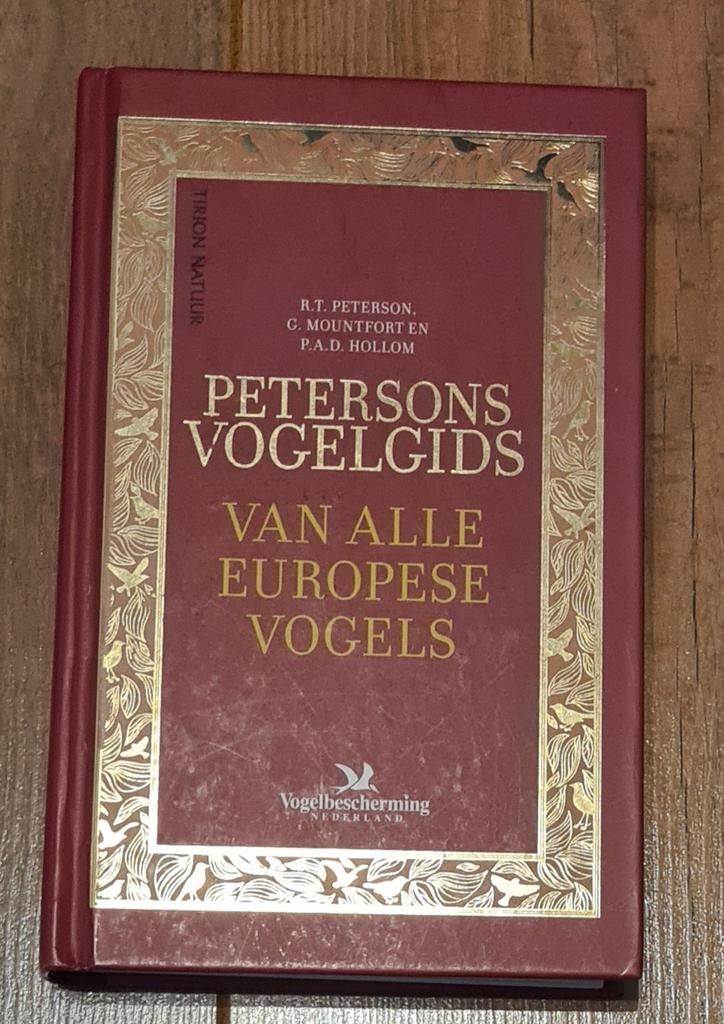 TIRION NATUUR
R.T. PETERSON,
G. MOUNTFORT EN
P.A.D. HOLLOM
PETERSONS
VOGELGIDS
VAN ALLE
EUROPESE
VOGELS
Vogelbescherming
NEDERLAND